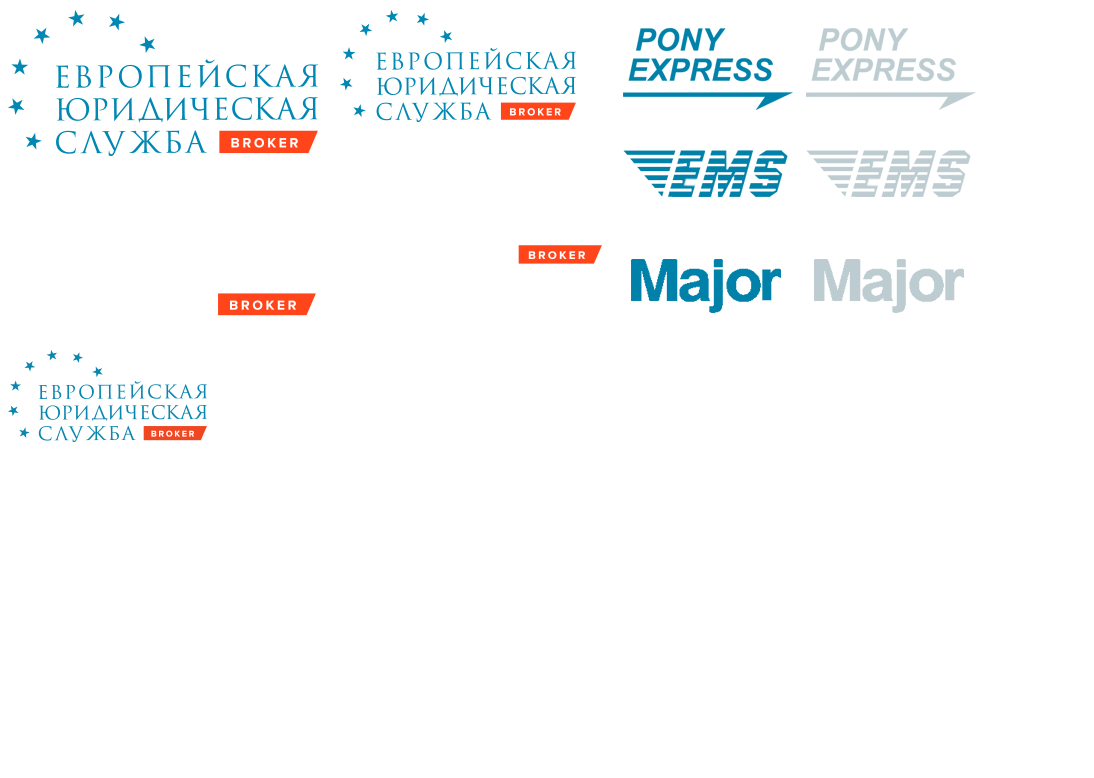 ЕВРОПЕЙСКАЯ
ЮРИДИЧЕСКАЯ
СЛУЖБА BROKER
ЕВРОПЕЙСКАЯ
ЮРИДИЧЕСКАЯ
СЛУЖБА BROKER
PONY
EXPRESS
PONY
EXPRESS
EMS
EMS
BROKER
BROKER
Major
Major
ЕВРОПЕЙСКАЯ
ЮРИДИЧЕСКАЯ
СЛУЖБА BROKER